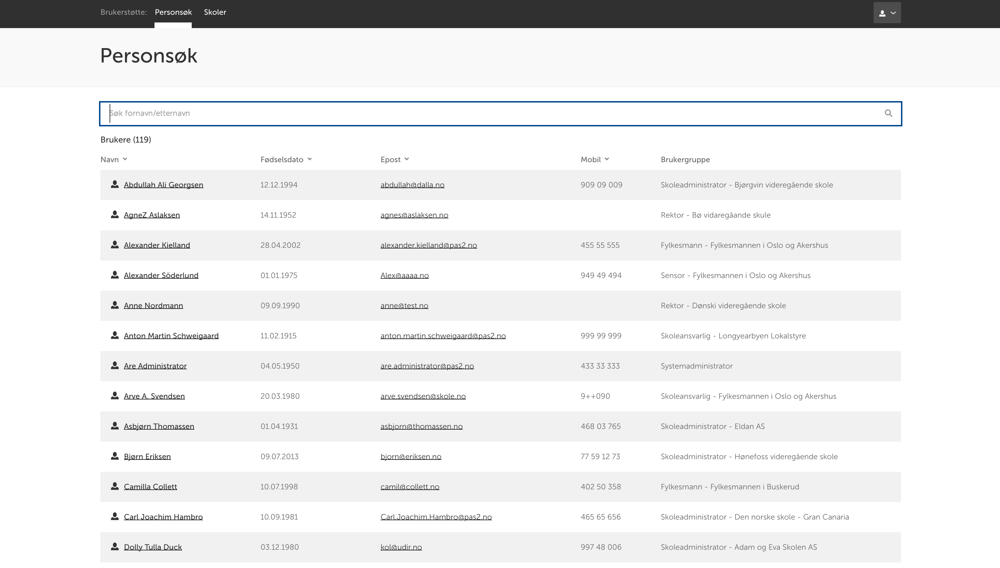 Brukerstøtte: Personsøk Skoler
Personsøk
Søk fornavn/etternavn
Brukere (119)
Navn Fødselsdato Epost Mobil Brukergruppe
Abdullah Ali Georgsen 12.12.1994 abdullah@dalla.no 909 09 009 Skoleadministrator - Bjørgvin videregående skole
AgneZ Aslaksen 14.11.1952 agnes@aslaksen.no Rektor - Bø vidaregåande skule
Alexander Kielland 28.04.2002 alexander.kielland@pas2.no 455 55 555 Fylkesmann - Fylkesmannen i Oslo og Akershus
Alexander Söderlund 01.01.1975 Alex@aaaa.no 949 49 494 Sensor - Fylkesmannen i Oslo og Akershus
Anne Nordmann 09.09.1990 anne@test.no Rektor - Dønski videregående skole
Anton Martin Schweigaard 11.02.1915 anton.martin.schweigaard@pas2.no 999 99 999 Skoleansvarlig - Longyearbyen Lokalstyre
Are Administrator 04.05.1950 are.administrator@pas2.no 433 33 333 Systemadministrator
Arve A. Svendsen 20.03.1980 arve.svendsen@skole.no 9++090 Skoleansvarlig - Fylkesmannen i Oslo og Akershus
Asbjørn Thomassen 01.04.1931 asbjorn@thomassen.no 468 03 765 Skoleadministrator - Eldan AS
Bjørn Eriksen 09.07.2013 bjorn@eriksen.no 77 59 12 73 Skoleadministrator - Hønefoss videregående skole
Camilla Collett 10.07.1998 camil@collett.no 402 50 358 Fylkesmann - Fylkesmannen i Buskerud
Carl Joachim Hambro 10.09.1981 Carl.Joachim.Hambro@pas2.no 465 65 656 Skoleadministrator - Den norske skole - Gran Canaria
Dolly Tulla Duck 03.12.1980 kol@udir.no 997 48 006 Skoleadministrator - Adam og Eva Skolen AS